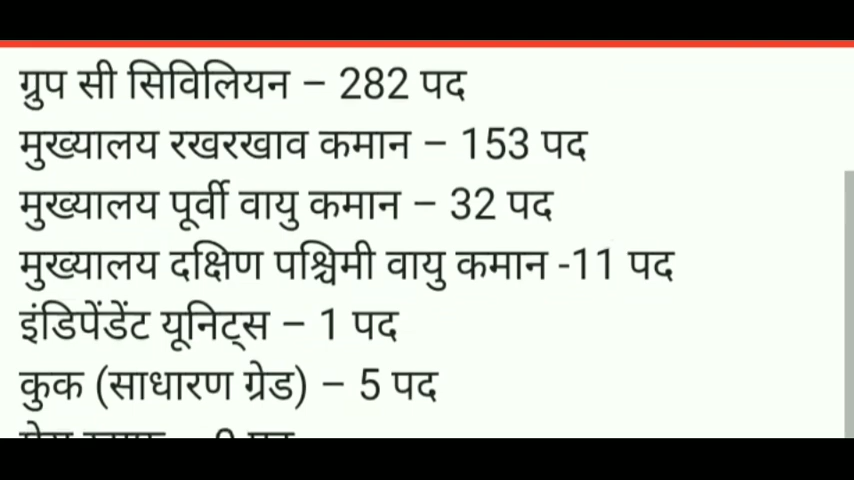 ग्रुप सी सिविलियन – 282 पद
मुख्यालय रखरखाव कमान – 153 पद
मुख्यालय पूर्वी वायु कमान – 32 पद
मुख्यालय दक्षिण पश्चिमी वायु कमान -11 पद
इंडिपेंडेंट यूनिट्स – 1 पद
कुक (साधारण ग्रेड) – 5 पद